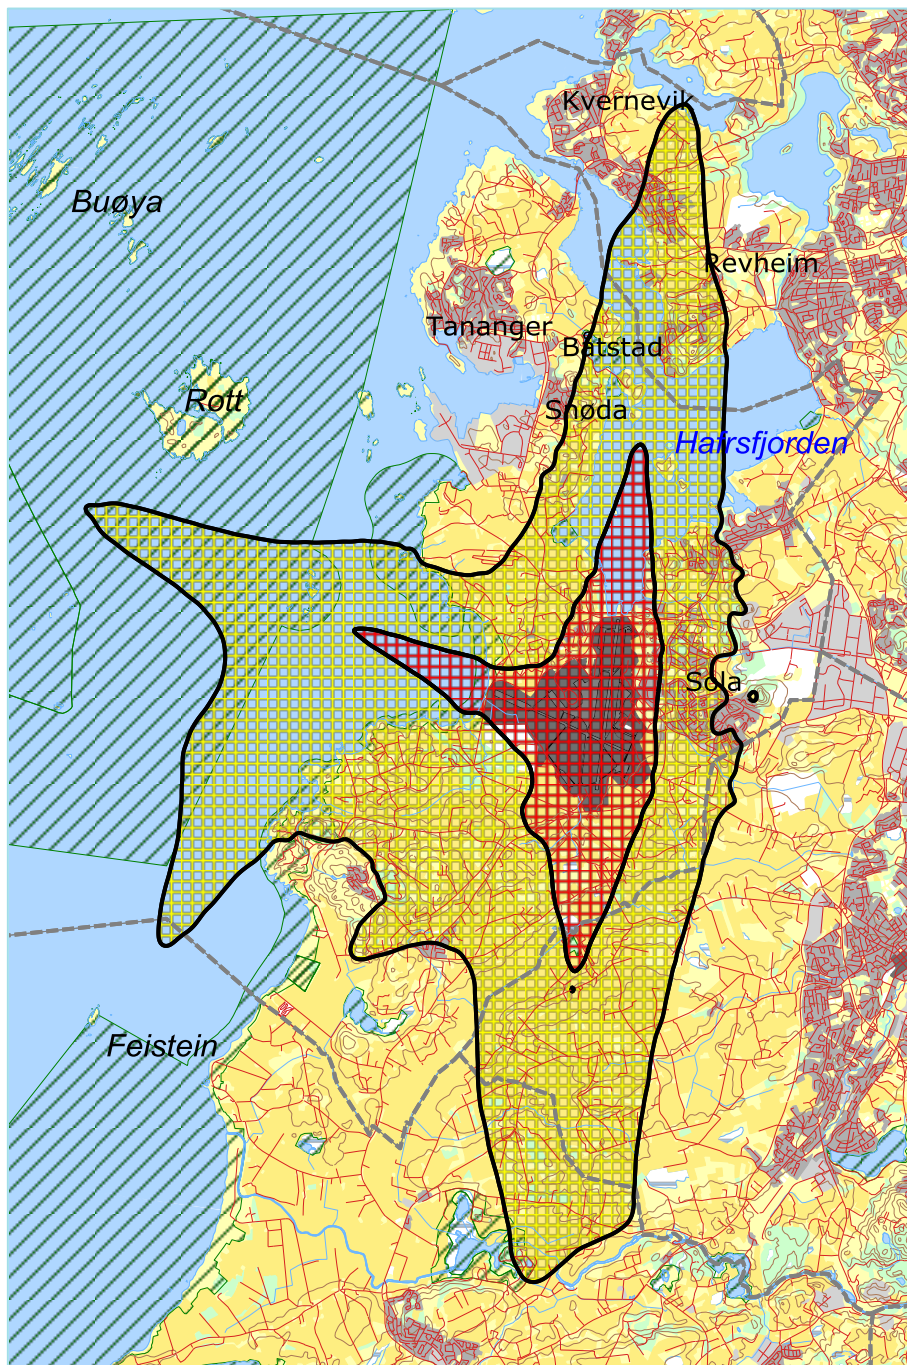 Kvernevik
Buøya
Revheim
Tananger
Båtstad
Rott
Snøda
Hafrsfjorden
Sola
Feistein